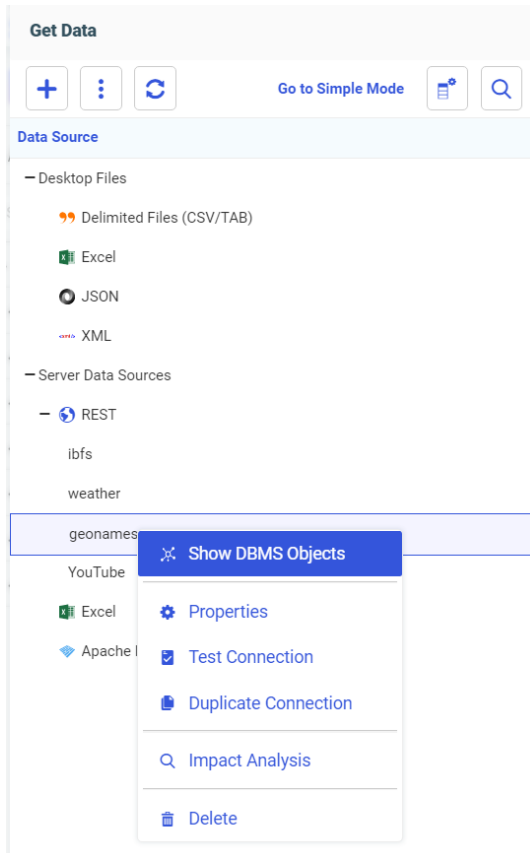 Get Data
Go to Simple Mode
Data Source
Desktop Files
Delimited Files (CSV/TAB)
Excel
JSON
XML
Server Data Sources
REST
ibfs
weather
geonames
Show DBMS Objects
YouTube
Properties
Excel
Test Connection
Apache
Duplicate Connection
Impact Analysis
Delete